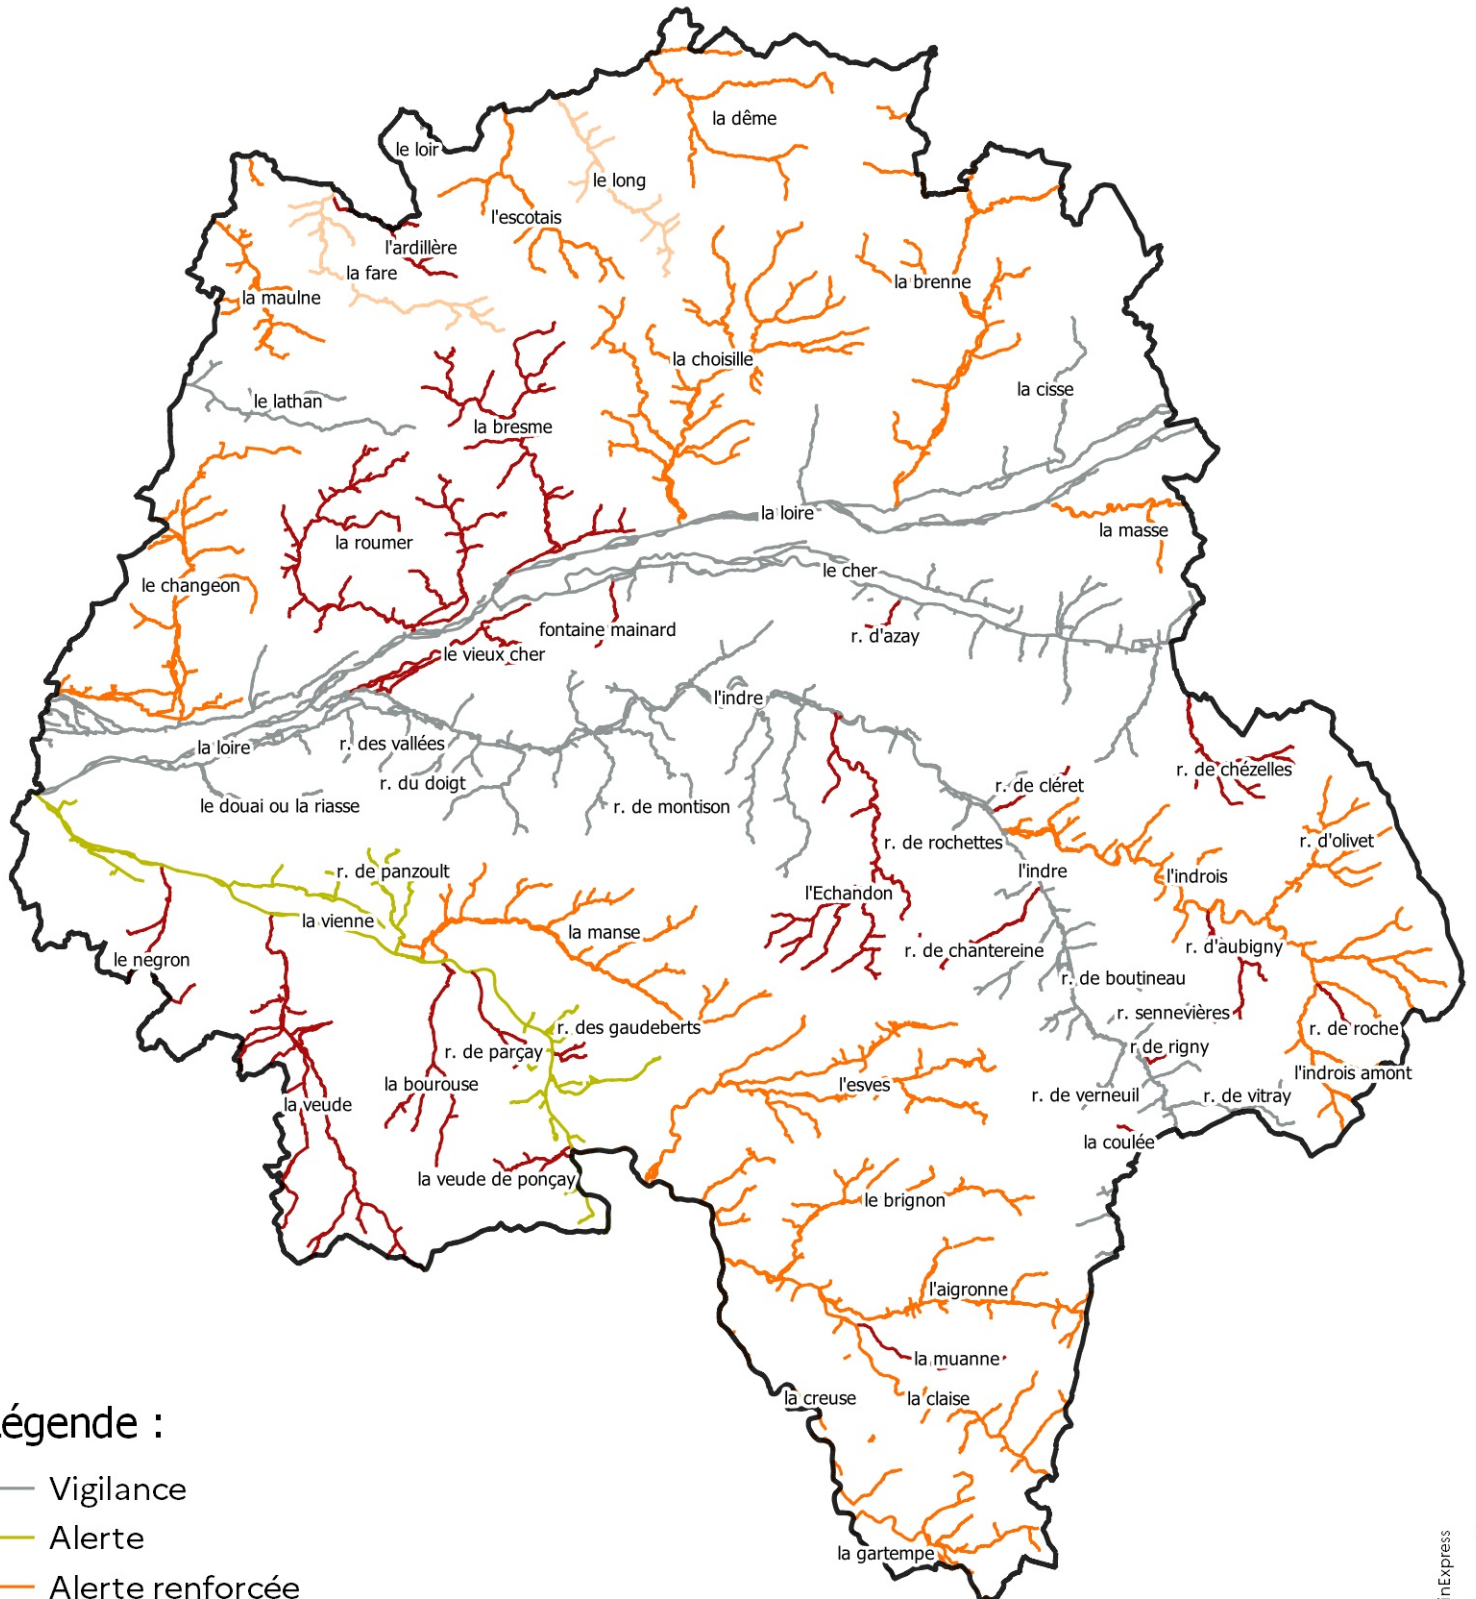 la dême
le loir
le long
l'escotais
l'ardillère
la fare
la brenne
la maulne
la choisille
la cisse
le lathan
la bresme
la loire
la masse
la roumer
le cher
le changeon
fontaine mainard
r. d'azay
le vieux cher
l'indre
r. des vallées
la loire
r. de chézelles
r. du doigt
r. de cléret
le douai ou la riasse
r. de montison
r. de rochettes
r. d'olivet
r. de panzoult
l'indre
l'indrois
l'Echandon
la vienne
la manse
r. d'aubigny
r. de chantereine
le négron
r. de boutineau
r. sennevières
r. des gaudeberts
r. de roche
r de rigny
r. de parçay
l'indrois amont
la bourouse
l'esves
r. de verneuil
r. de vitray
la veude
la coulée
la veude de ponçay
le brignon
l'aigronne
la muanne
la creuse
la claise
égende :
Vigilance
Alerte
la gartempe
Alerte renforcée
inExpress